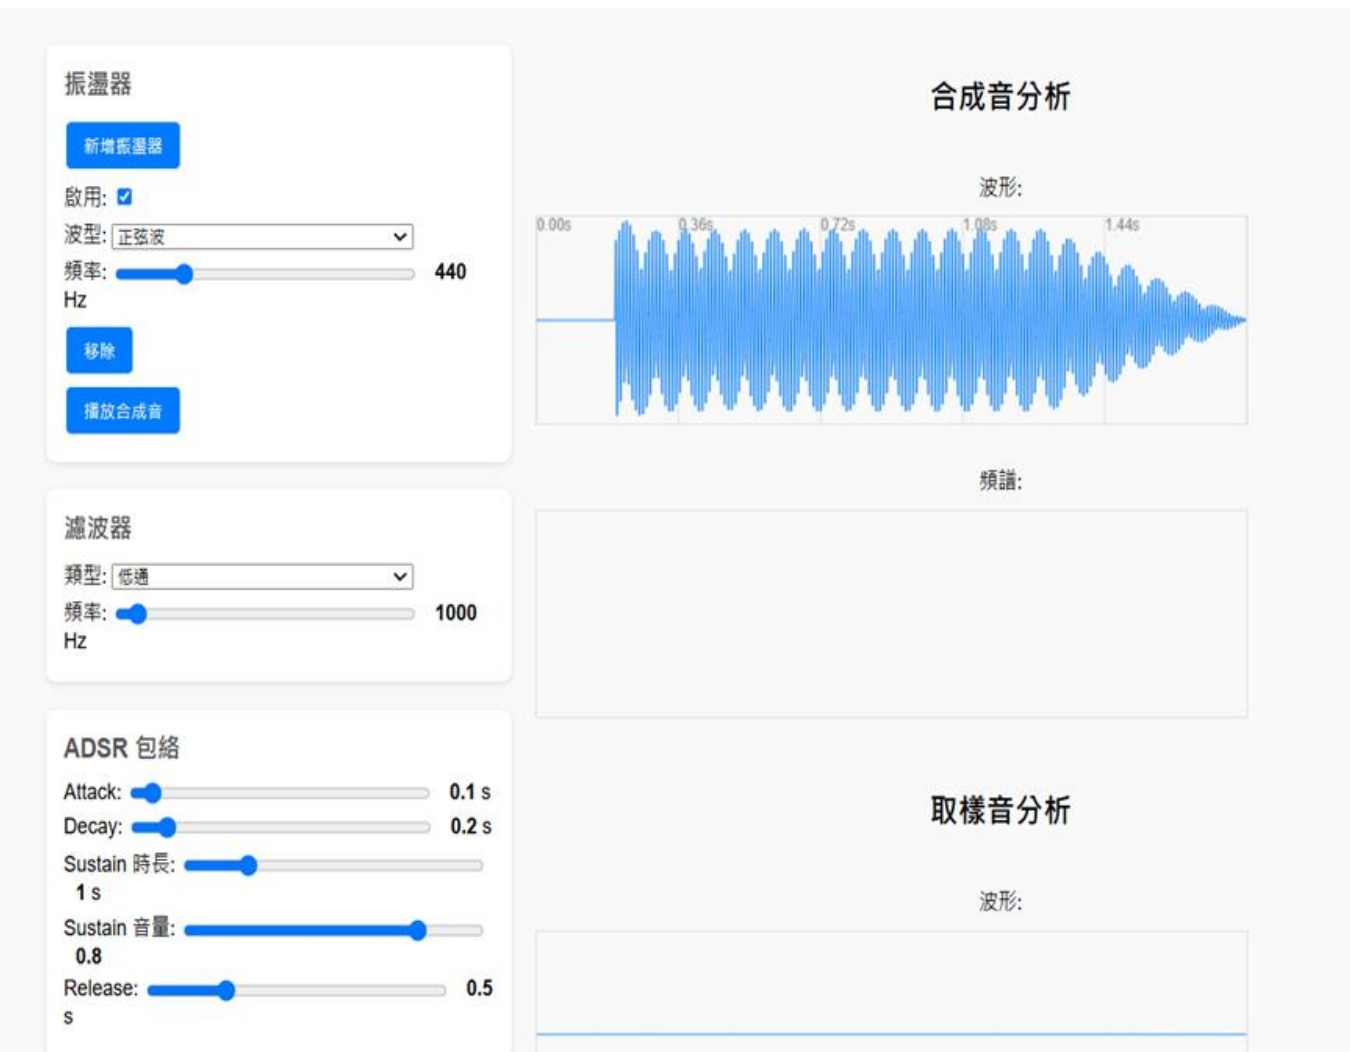 振盪器
新增振盪器
啟用:
波型: 正弦波
頻率: 440
Hz
移除
播放合成音
濾波器
類型: 低通
頻率: 1000
Hz
ADSR 包絡
Attack: 0.1 s
Decay: 0.2 s
Sustain 時長:
1 s
Sustain 音量:
0.8
Release: 0.5
s
合成音分析
波形:
0.00s 0.36s 0.72s 1.08s 1.44s
頻譜:
取樣音分析
波形: